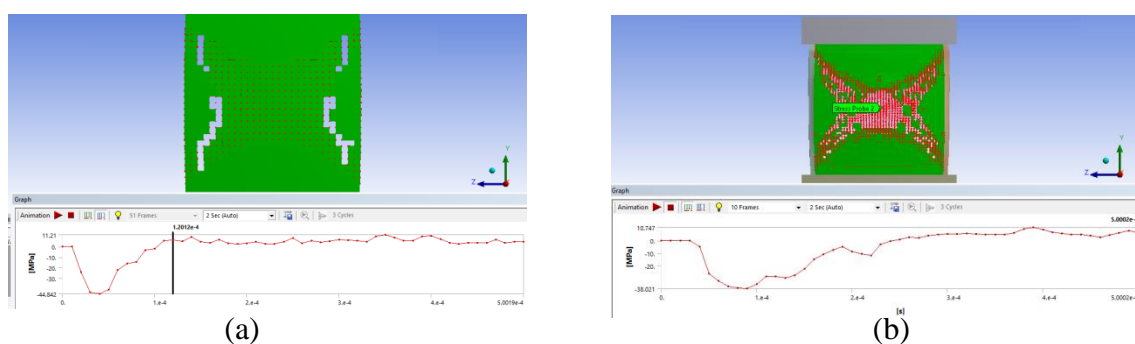 Y
Z
Graph
Animation 51 Frames 2 Sec (Auto) 3 Cycles
1.2012e-4
11.21
0.
-10.
-20.
-30.
-44.842
[MPa]
0. 1.e-4 2.e-4 3.e-4 4.e-4 5.0019e-4
(a)
Stress Probe 2
Y
Z
Graph
Animation 10 Frames 2 Sec (Auto) 3 Cycles
5.0002e-
10.747
0.
-10.
-20.
-38.021
[MPa]
0. 1.e-4 2.e-4 3.e-4 4.e-4 5.0002e-4
[s]
(b)